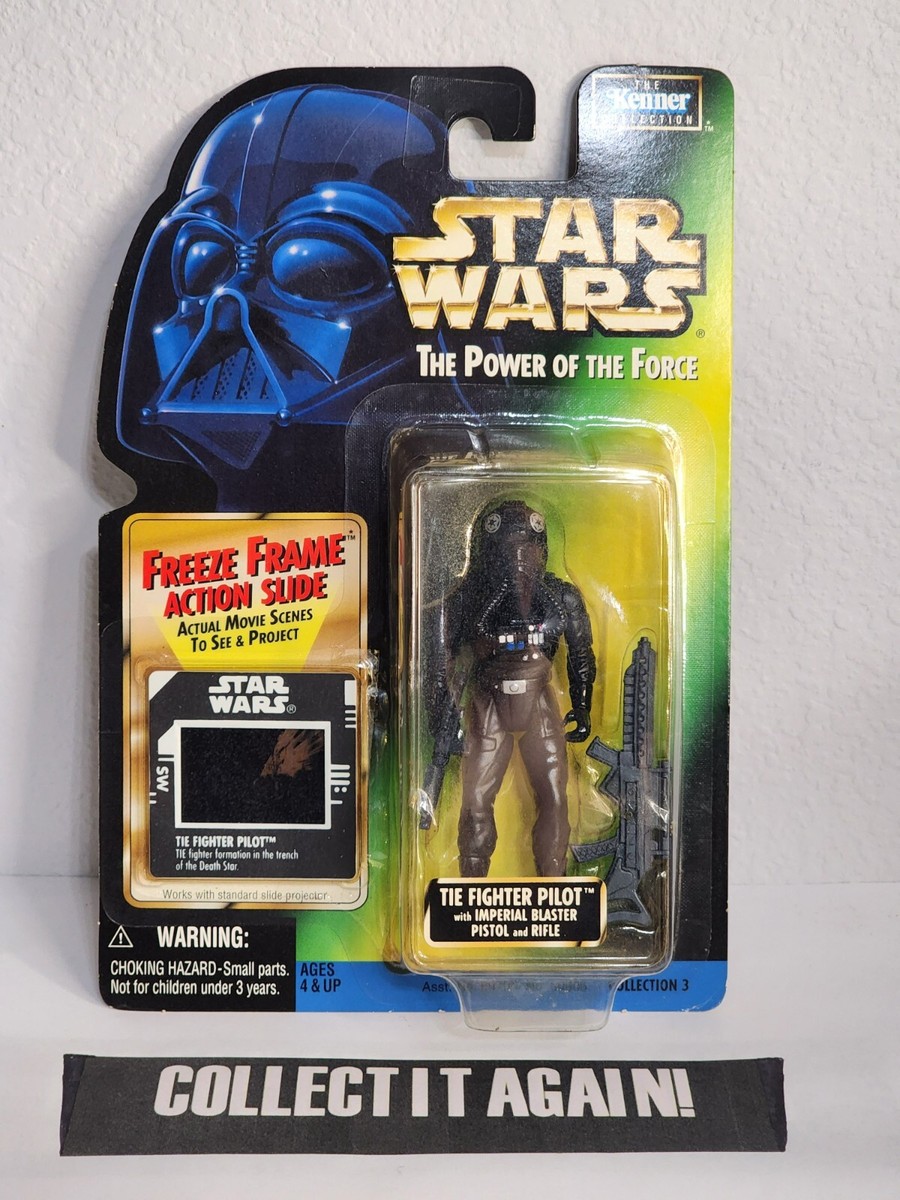 THE
Kenner
COLLECTION
TM
STAR
WARS
®
THE POWER OF THE FORCE
FREEZE FRAME™
ACTION SLIDE
ACTUAL MOVIE SCENES
TO SEE & PROJECT
STAR
WARS®
SW
TIE FIGHTER PILOT™
TIE fighter formation in the trench
of the Death Star.
Works with standard slide projector
TIE FIGHTER PILOT™
with IMPERIAL BLASTER
PISTOL and RIFLE
⚠ WARNING:
CHOKING HAZARD-Small parts.
Not for children under 3 years.
AGES
4 & UP
Asst.
COLLECTION 3
COLLECT IT AGAIN!